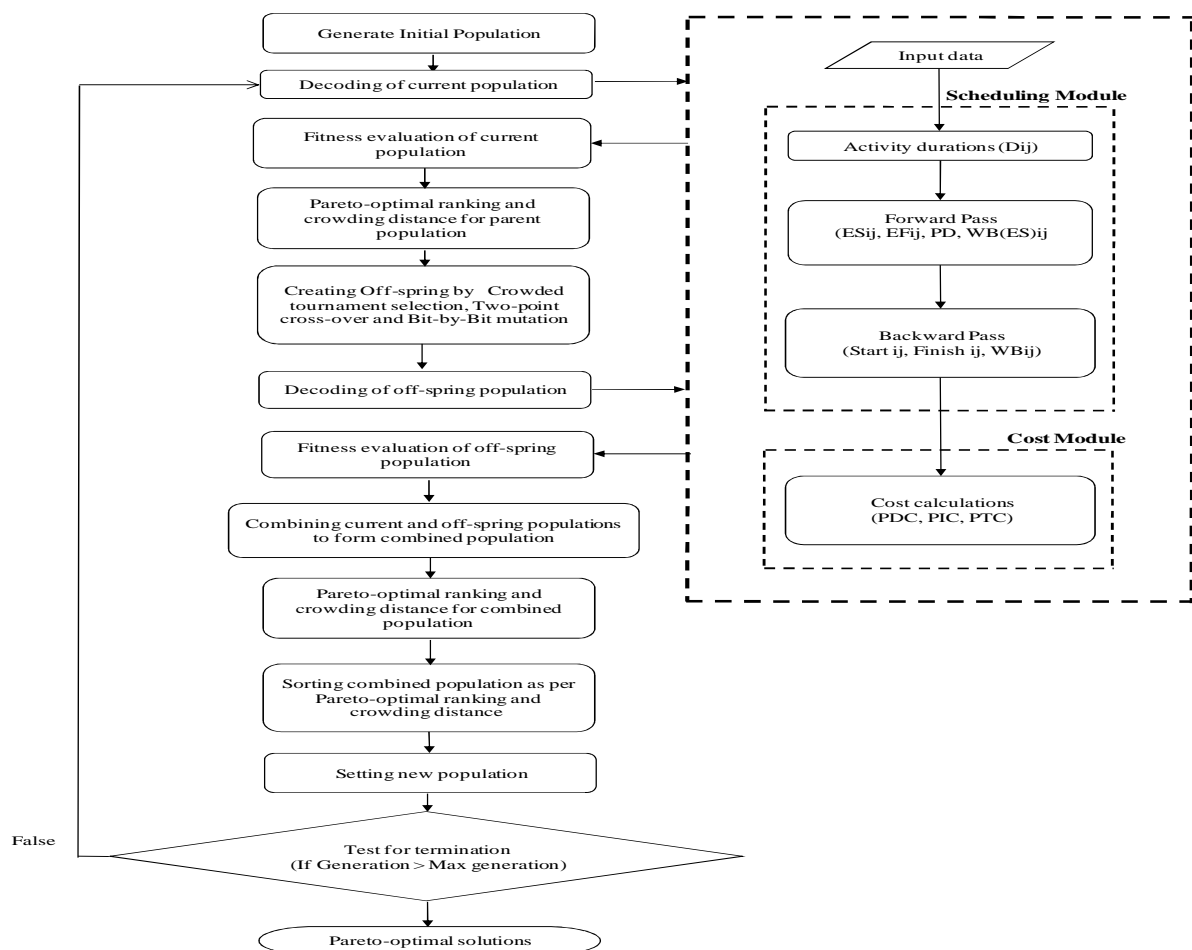 Generate Initial Population
Decoding of current population
Fitness evaluation of current
population
Pareto-optimal ranking and
crowding distance for parent
population
Creating Off-spring by Crowded
tournament selection, Two-point
cross-over and Bit-by-Bit mutation
Decoding of off-spring population
Fitness evaluation of off-spring
population
Combining current and off-spring populations
to form combined population
Pareto-optimal ranking and
crowding distance for combined
population
Sorting combined population as per
Pareto-optimal ranking and
crowding distance
Setting new population
False
Test for termination
(If Generation > Max generation)
Pareto-optimal solutions
Input data
Scheduling Module
Activity durations (Dij)
Forward Pass
(ESij, EFij, PD, WB(ES)ij
Backward Pass
(Start ij, Finish ij, WBij)
Cost Module
Cost calculations
(PDC, PIC, PTC)